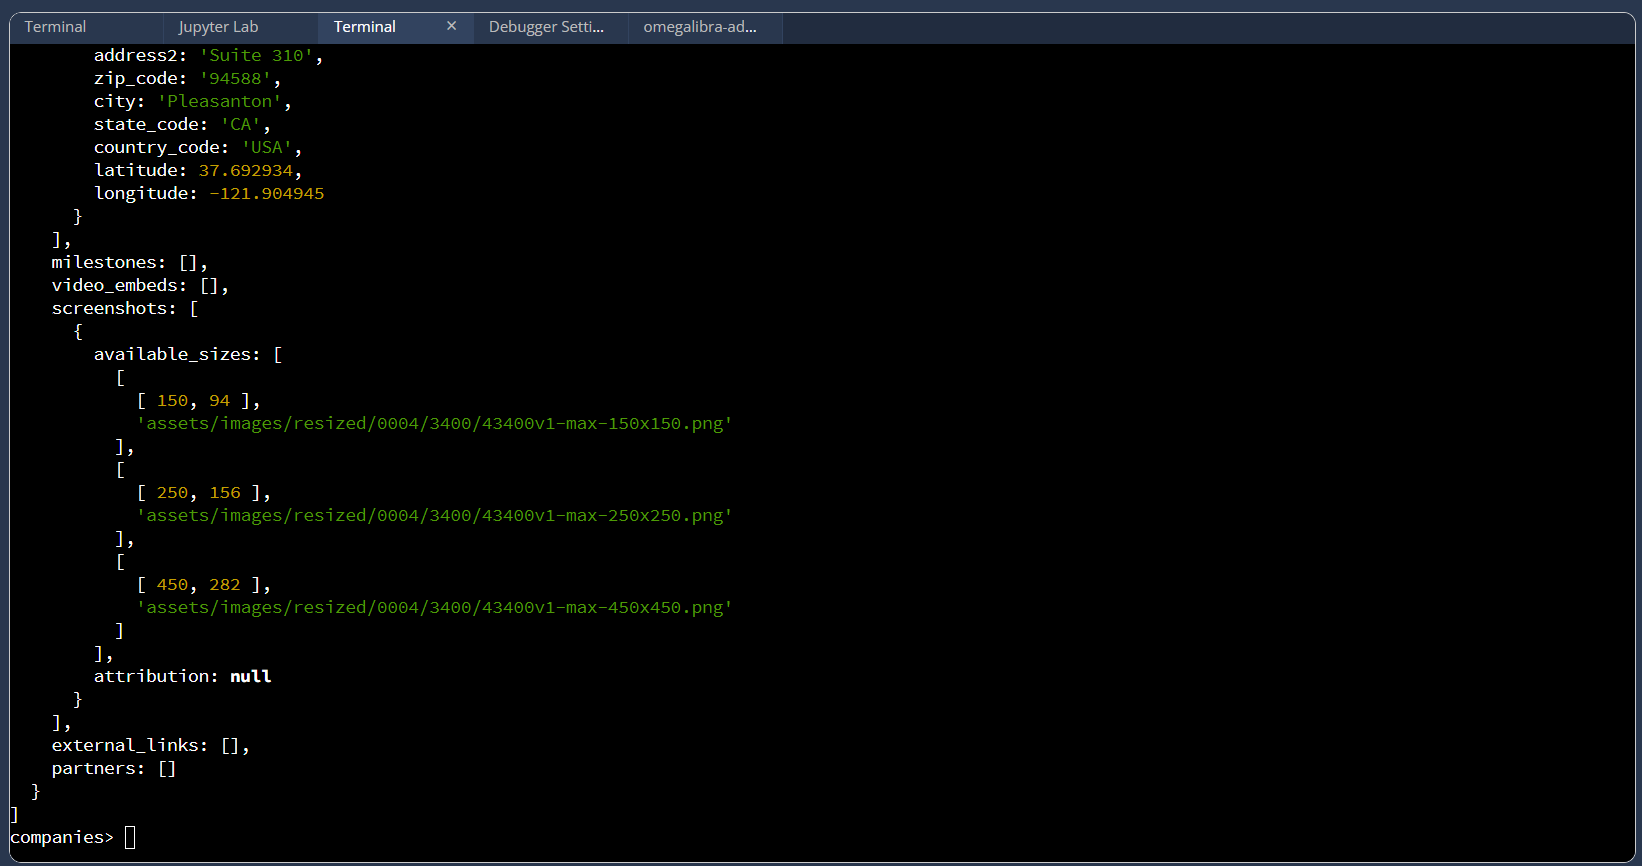 Terminal
Jupyter Lab
Terminal ✕
Debugger Setti...
omegalibra-ad...
address2: 'Suite 310',
zip_code: '94588',
city: 'Pleasanton',
state_code: 'CA',
country_code: 'USA',
latitude: 37.692934,
longitude: -121.904945
}
],
milestones: [],
video_embeds: [],
screenshots: [
{
available_sizes: [
[
[ 150, 94 ],
'assets/images/resized/0004/3400/43400v1-max-150x150.png'
],
[
[ 250, 156 ],
'assets/images/resized/0004/3400/43400v1-max-250x250.png'
],
[
[ 450, 282 ],
'assets/images/resized/0004/3400/43400v1-max-450x450.png'
]
],
attribution: null
}
],
external_links: [],
partners: []
}
]
companies>